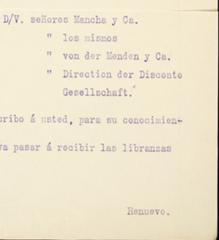 D/V. señores Mancha y Ca.
" los mismos
" von der Menden y Ca.
" Direction der Disconto
Gesellschaft.
cribo á usted, para su conocimien-
va pasar á recibir las libranzas
Renuevo.